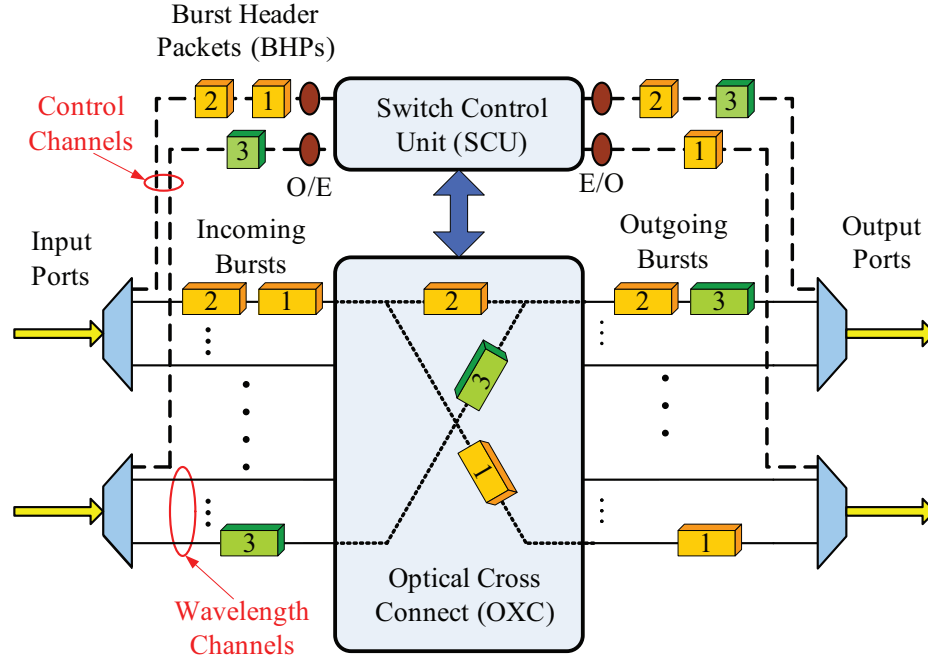 Burst Header
Packets (BHPs)
Control
Channels
2
1
3
O/E
Switch Control
Unit (SCU)
E/O
2
3
1
Input
Ports
Incoming
Bursts
Outgoing
Bursts
Output
Ports
2
1
2
2
3
3
1
3
1
Optical Cross
Connect (OXC)
Wavelength
Channels